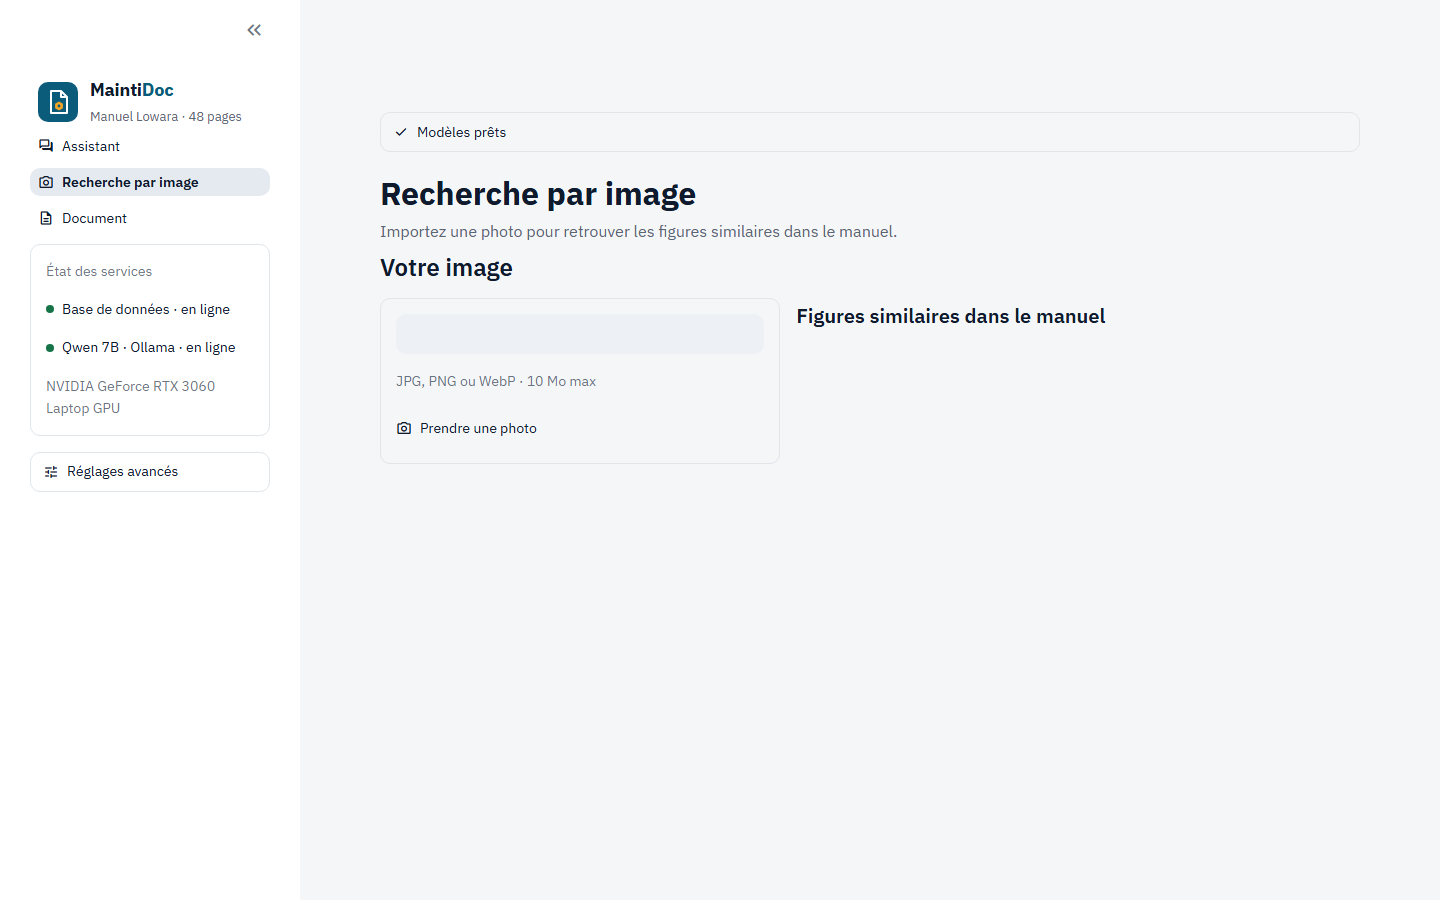 MaintiDoc
Manuel Lowara · 48 pages
Assistant
Recherche par image
Document
État des services
Base de données · en ligne
Qwen 7B · Ollama · en ligne
NVIDIA GeForce RTX 3060
Laptop GPU
Réglages avancés
Modèles prêts
Recherche par image
Importez une photo pour retrouver les figures similaires dans le manuel.
Votre image
JPG, PNG ou WebP · 10 Mo max
Prendre une photo
Figures similaires dans le manuel